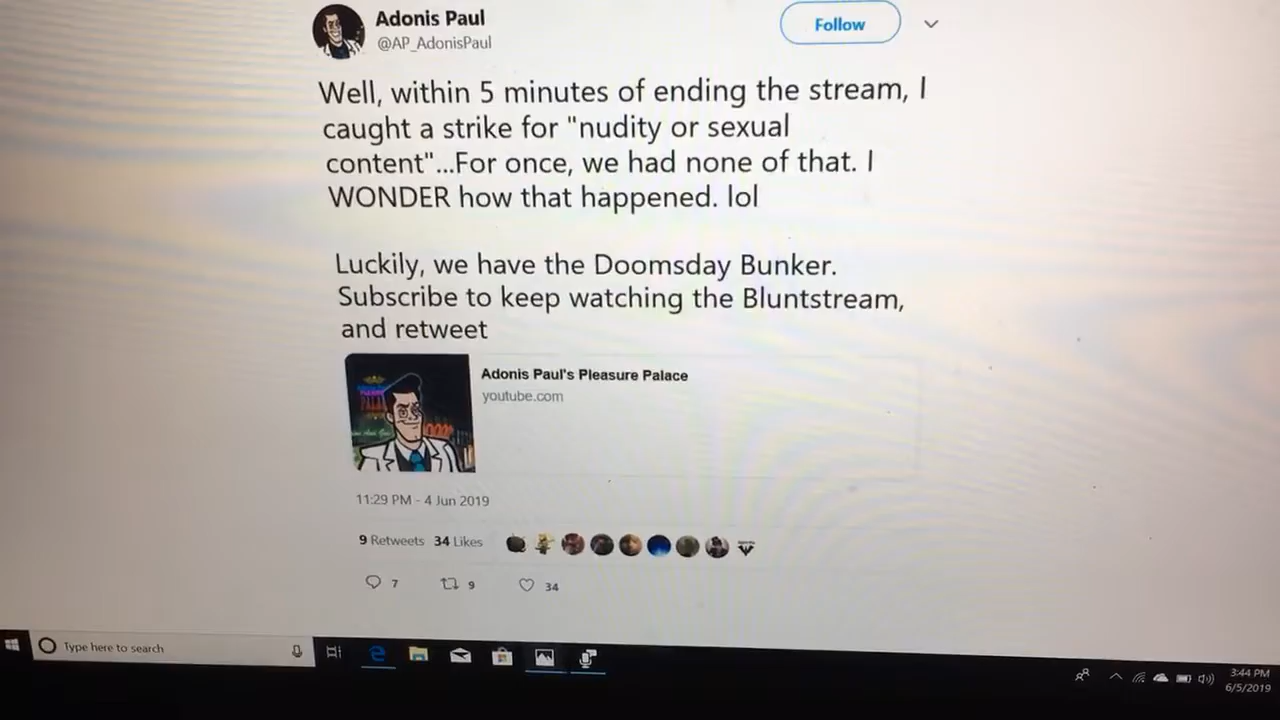 Adonis Paul
@AP_AdonisPaul
Follow
Well, within 5 minutes of ending the stream, I
caught a strike for "nudity or sexual
content"...For once, we had none of that. I
WONDER how that happened. lol
Luckily, we have the Doomsday Bunker.
Subscribe to keep watching the Bluntstream,
and retweet
Adonis Paul's Pleasure Palace
youtube.com
11:29 PM - 4 Jun 2019
9 Retweets 34 Likes
7 9 34
Type here to search
3:44 PM
6/5/2019